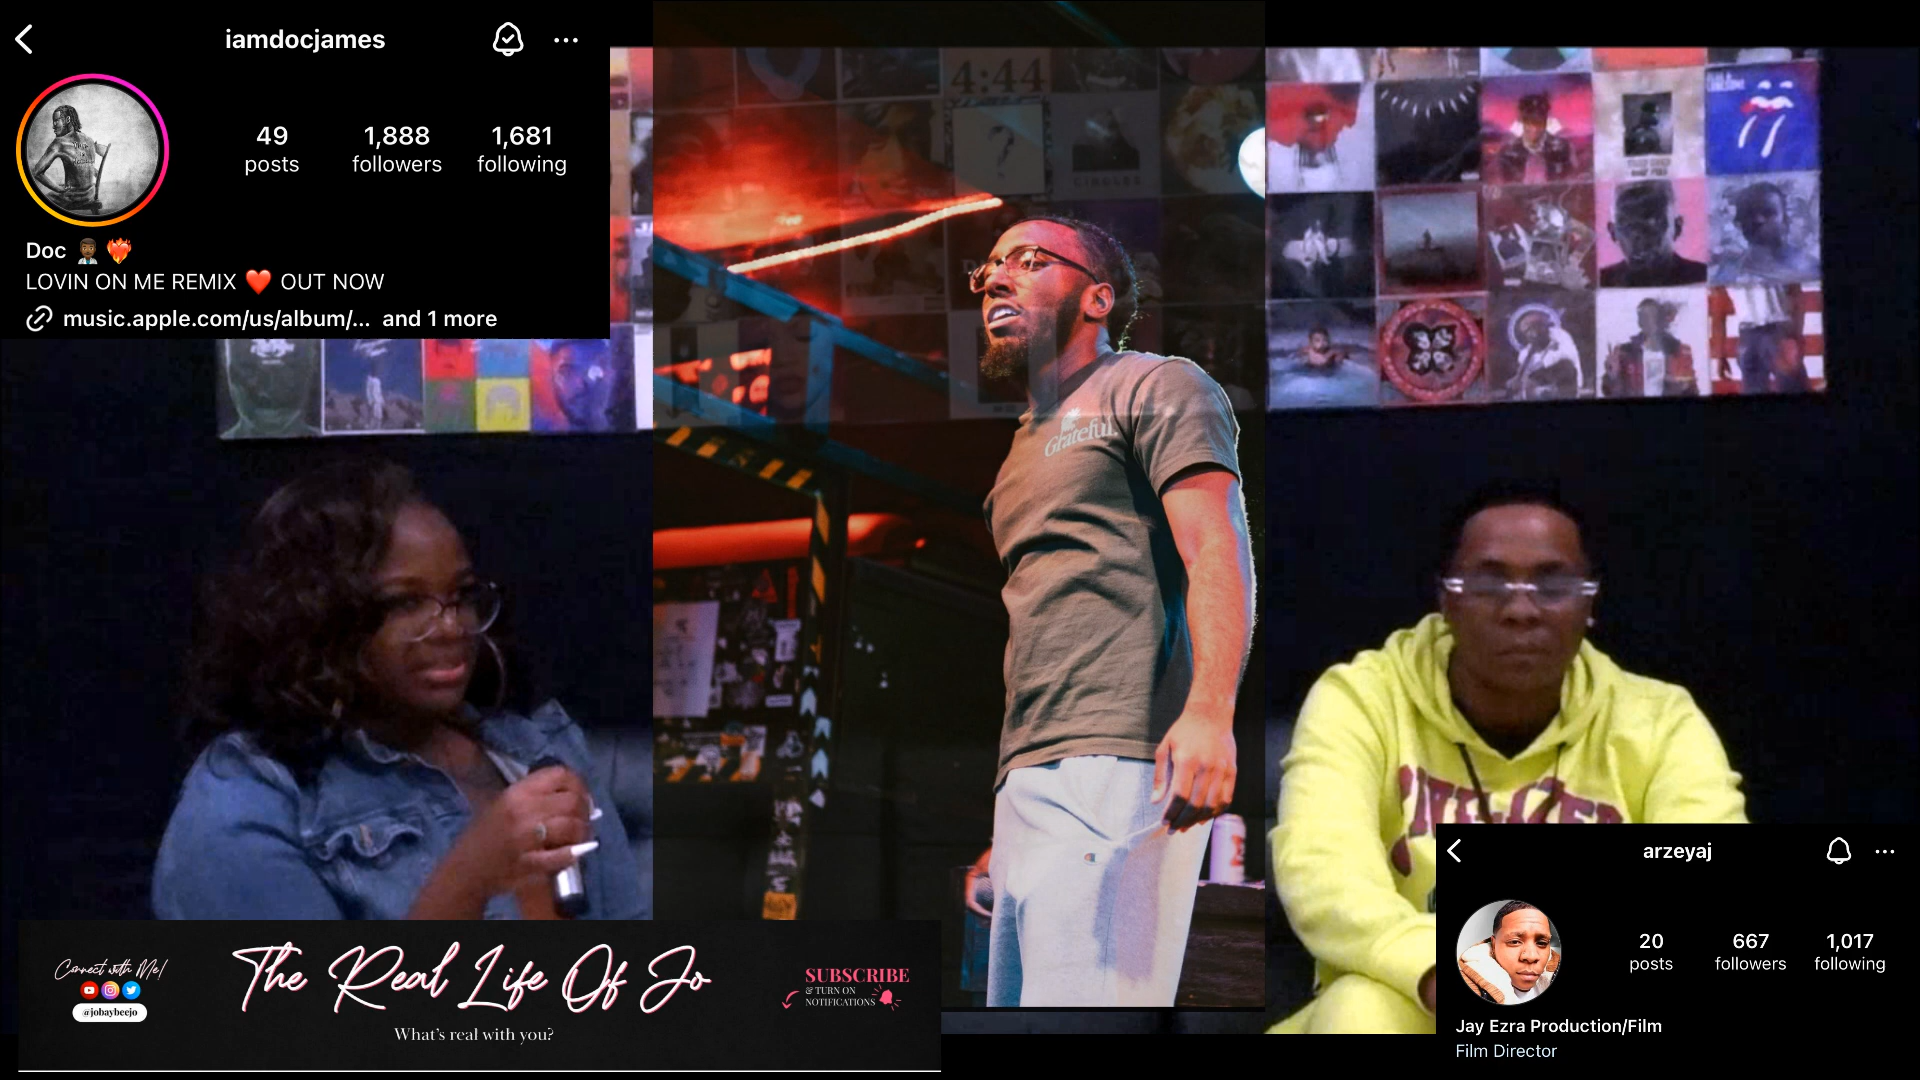 iamdocjames
49
posts
1,888
followers
1,681
following
Doc 👨🏾‍⚕️ ❤️‍🔥
LOVIN ON ME REMIX ❤️ OUT NOW
music.apple.com/us/album/... and 1 more
4:44
CIRCLES
Grateful.
Connect with Me!
@jobaybeejo
The Real Life Of Jo
What's real with you?
SUBSCRIBE
& TURN ON
NOTIFICATIONS
arzeyaj
20
posts
667
followers
1,017
following
Jay Ezra Production/Film
Film Director